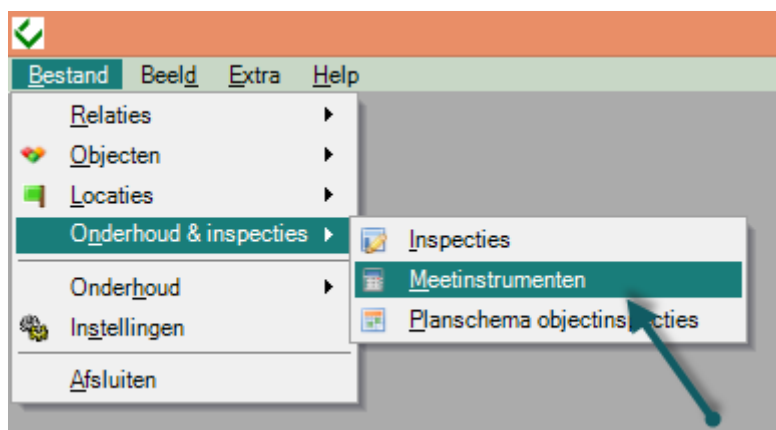 Bestand Beeld Extra Help
Relaties
Objecten
Locaties
Onderhoud & inspecties
Inspecties
Meetinstrumenten
Planschema objectinspecties
Onderhoud
Instellingen
Afsluiten